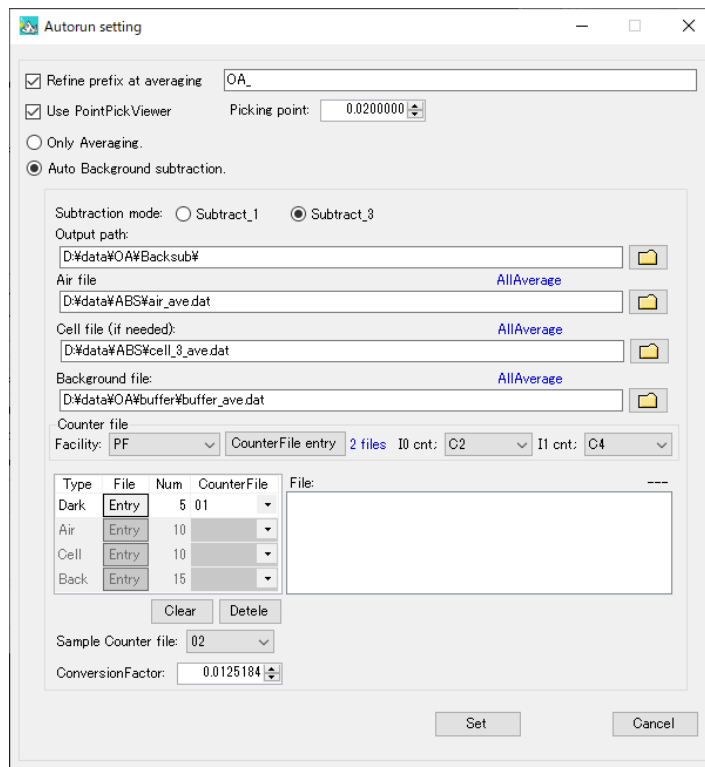 Autorun setting
Refine prefix at averaging OA_
Use PointPickViewer Picking point: 0.0200000
Only Averaging.
Auto Background subtraction.
Subtraction mode: Subtract_1 Subtract_3
Output path:
D:¥data¥OA¥Backsub¥
Air file AllAverage
D:¥data¥ABS¥air_ave.dat
Cell file (if needed): AllAverage
D:¥data¥ABS¥cell_3_ave.dat
Background file: AllAverage
D:¥data¥OA¥buffer¥buffer_ave.dat
Counter file
Facility: PF CounterFile entry 2 files I0 cnt; C2 I1 cnt; C4
Type File Num CounterFile File: ---
Dark Entry 5 01
Air Entry 10
Cell Entry 10
Back Entry 15
Clear Detele
Sample Counter file: 02
ConversionFactor: 0.0125184
Set Cancel